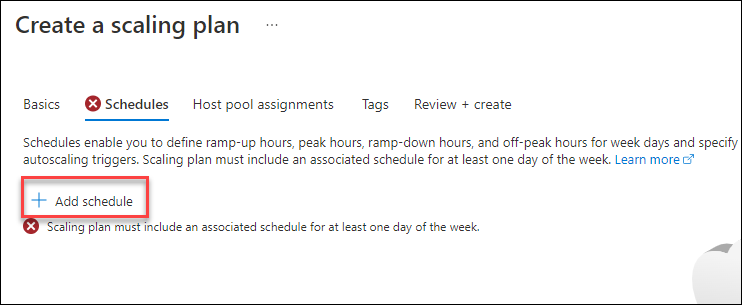 Create a scaling plan ...
Basics Schedules Host pool assignments Tags Review + create
Schedules enable you to define ramp-up hours, peak hours, ramp-down hours, and off-peak hours for week days and specify
autoscaling triggers. Scaling plan must include an associated schedule for at least one day of the week. Learn more
+ Add schedule
Scaling plan must include an associated schedule for at least one day of the week.